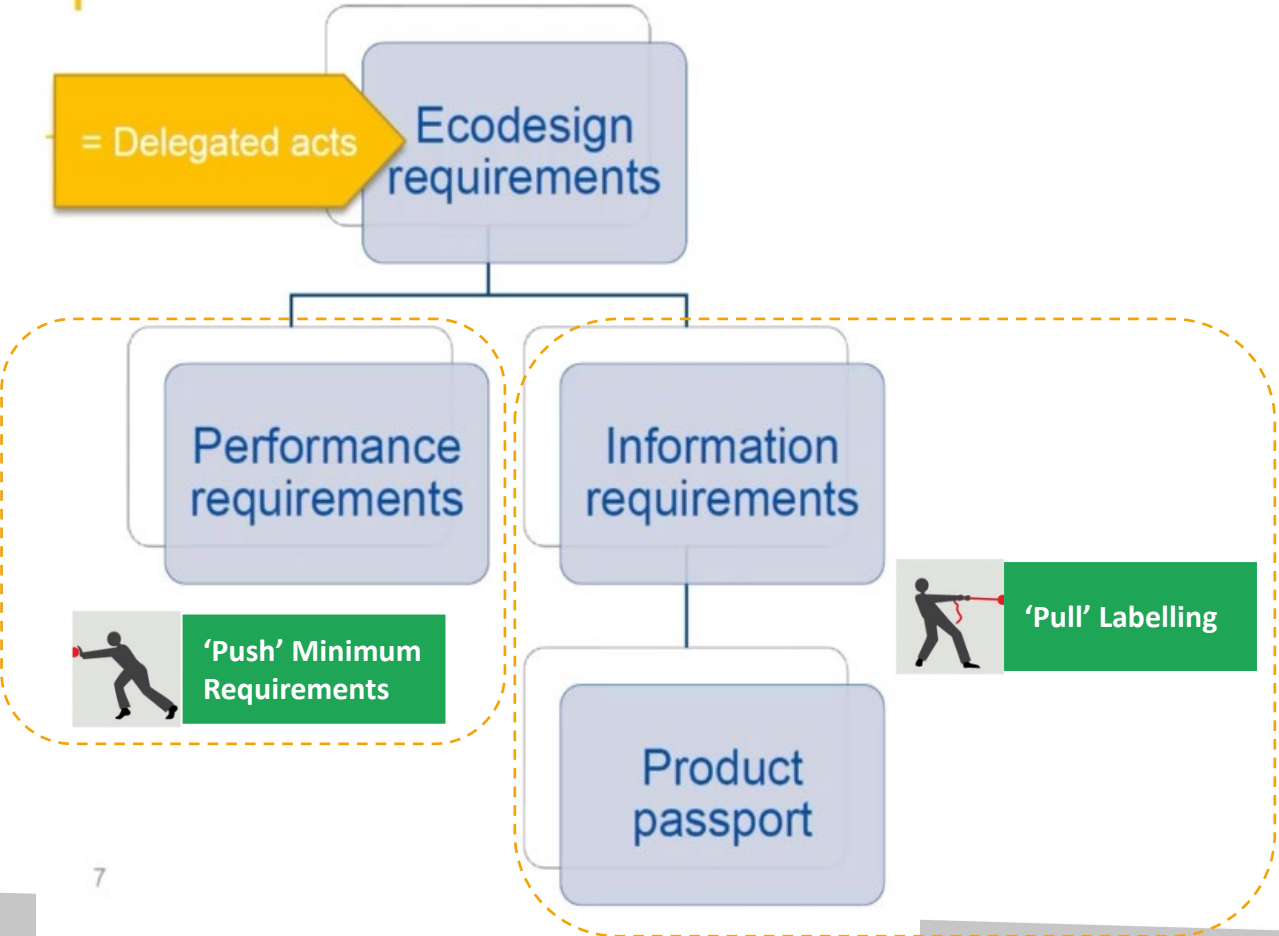 = Delegated acts
Ecodesign
requirements
Performance
requirements
Information
requirements
‘Push’ Minimum
Requirements
‘Pull’ Labelling
Product
passport
7